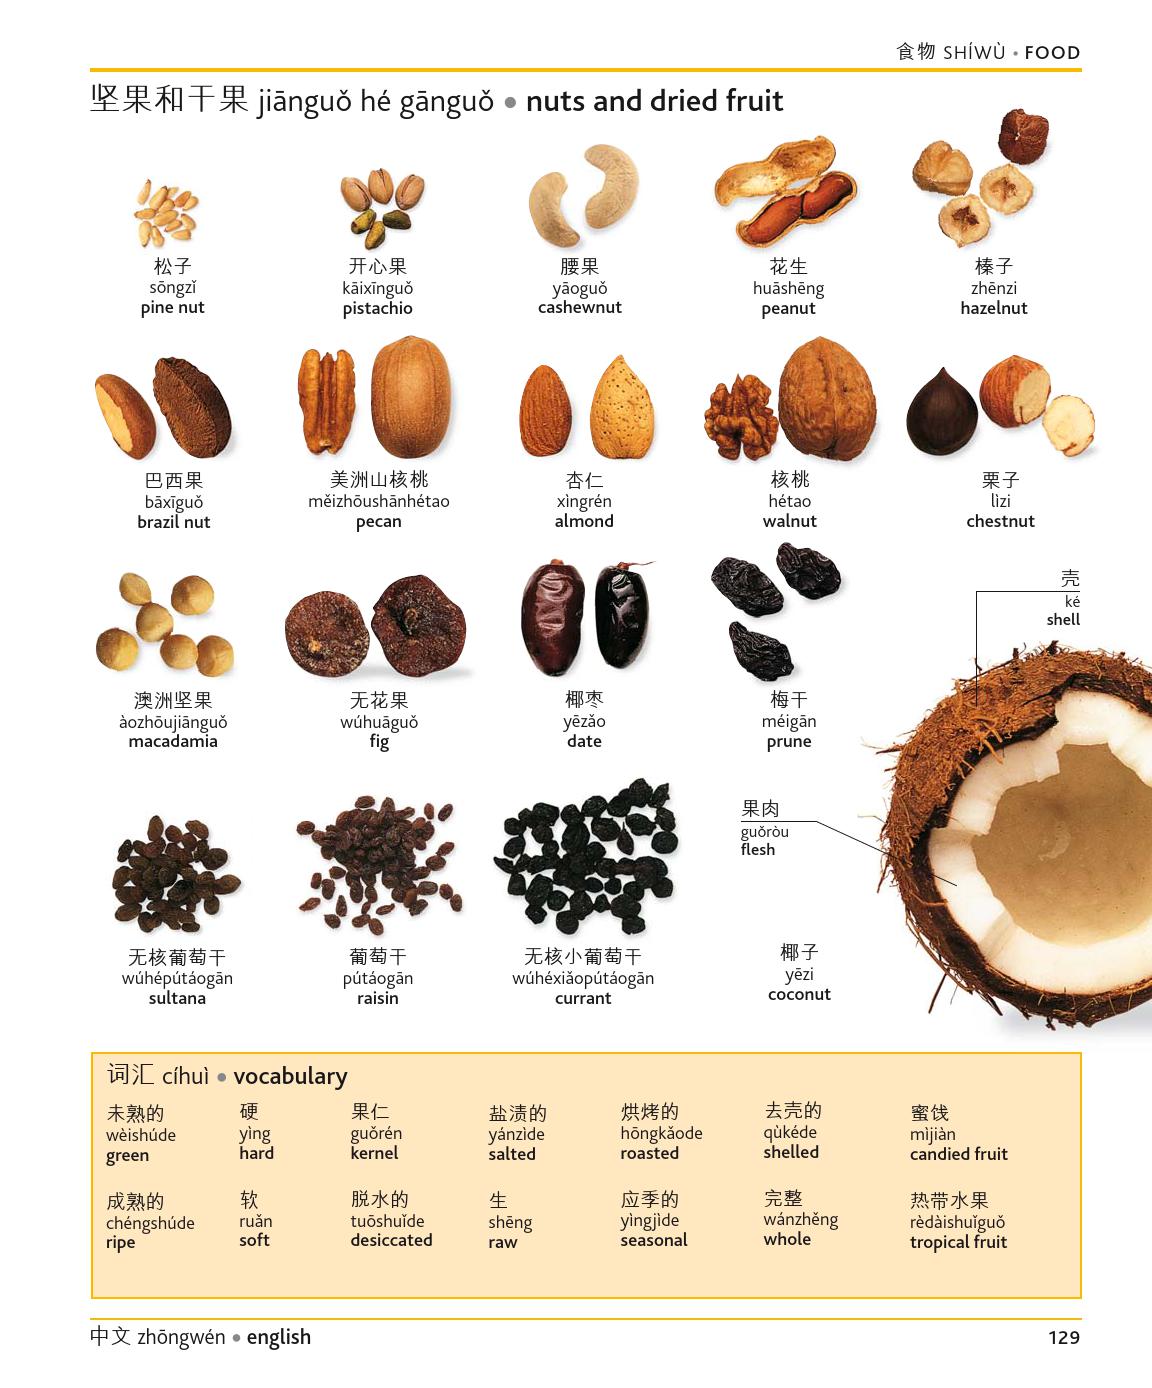 食物 SHÍWÙ • FOOD
坚果和干果 jiānguǒ hé gānguǒ • nuts and dried fruit
松子
sōngzǐ
pine nut
开心果
kāixīnguǒ
pistachio
腰果
yāoguǒ
cashewnut
花生
huāshēng
peanut
榛子
zhēnzi
hazelnut
巴西果
bāxīguǒ
brazil nut
美洲山核桃
měizhōushānhétao
pecan
杏仁
xìngrén
almond
核桃
hétao
walnut
栗子
lìzi
chestnut
壳
ké
shell
澳洲坚果
àozhōujiānguǒ
macadamia
无花果
wúhuāguǒ
fig
椰枣
yēzǎo
date
梅干
méigān
prune
果肉
guǒròu
flesh
无核葡萄干
wúhépútáogān
sultana
葡萄干
pútáogān
raisin
无核小葡萄干
wúhéxiǎopútáogān
currant
椰子
yēzi
coconut
词汇 cíhuì • vocabulary
未熟的
wèishúde
green
硬
yìng
hard
果仁
guǒrén
kernel
盐渍的
yánzìde
salted
烘烤的
hōngkǎode
roasted
去壳的
qùkéde
shelled
蜜饯
mìjiàn
candied fruit
成熟的
chéngshúde
ripe
软
ruǎn
soft
脱水的
tuōshuǐde
desiccated
生
shēng
raw
应季的
yìngjìde
seasonal
完整
wánzhěng
whole
热带水果
rèdàishuǐguǒ
tropical fruit
中文 zhōngwén • english
129